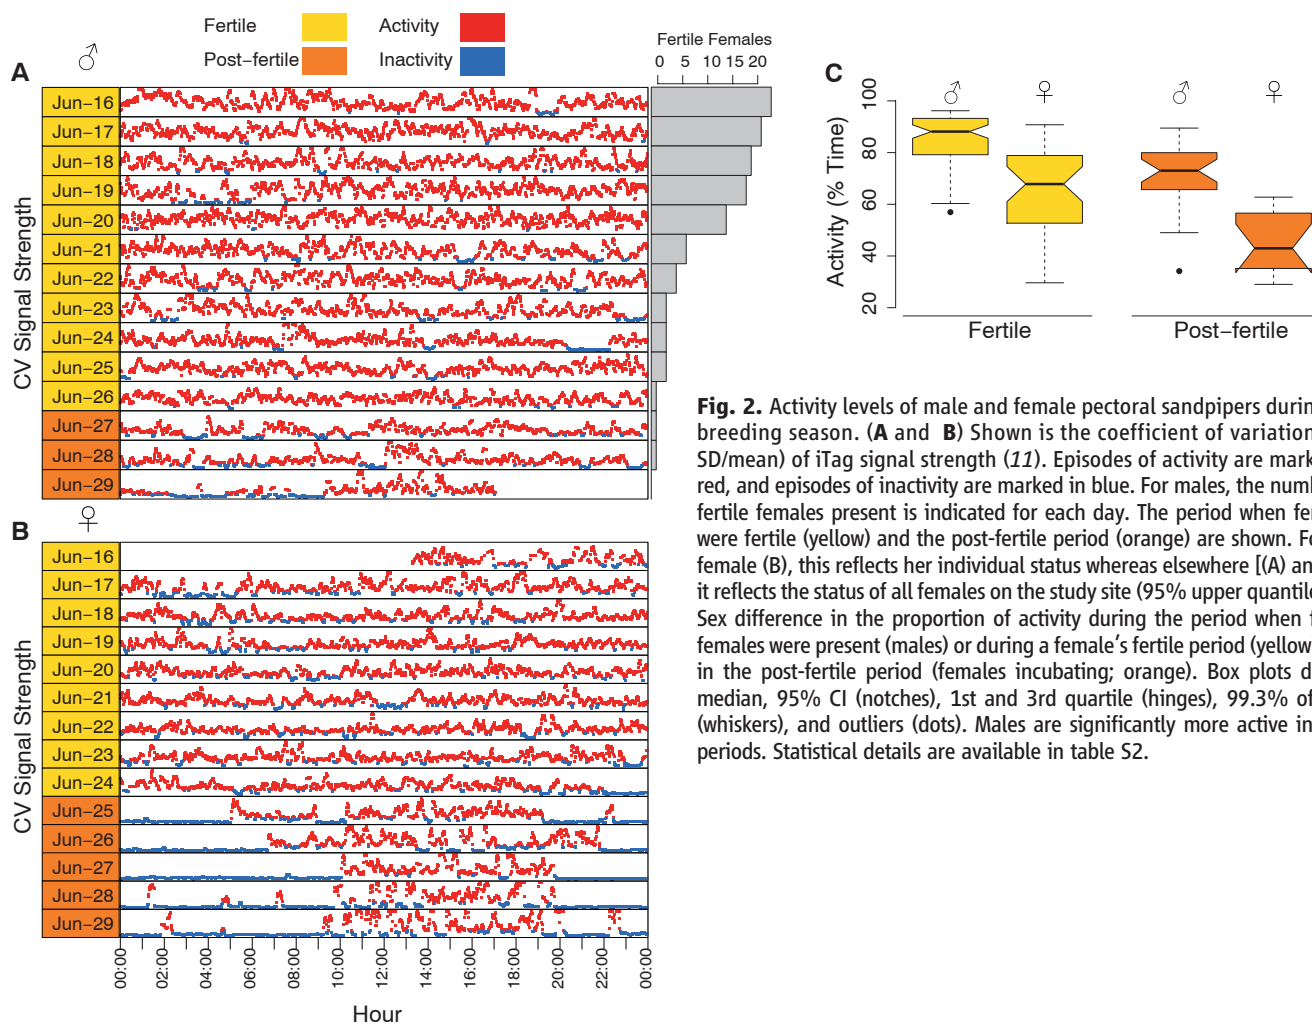 Fertile
Activity
Post−fertile
Inactivity
♂
A
Fertile Females
0 5 10 15 20
CV Signal Strength
Jun−16
Jun−17
Jun−18
Jun−19
Jun−20
Jun−21
Jun−22
Jun−23
Jun−24
Jun−25
Jun−26
Jun−27
Jun−28
Jun−29
♀
B
CV Signal Strength
Jun−16
Jun−17
Jun−18
Jun−19
Jun−20
Jun−21
Jun−22
Jun−23
Jun−24
Jun−25
Jun−26
Jun−27
Jun−28
Jun−29
00:00 02:00 04:00 06:00 08:00 10:00 12:00 14:00 16:00 18:00 20:00 22:00 00:00
Hour
C
♂ ♀ ♂ ♀
Activity (% Time)
100
80
60
40
20
Fertile Post−fertile
Fig. 2. Activity levels of male and female pectoral sandpipers durin
breeding season. (A and B) Shown is the coefficient of variation
SD/mean) of iTag signal strength (11). Episodes of activity are mark
red, and episodes of inactivity are marked in blue. For males, the numb
fertile females present is indicated for each day. The period when fer
were fertile (yellow) and the post-fertile period (orange) are shown. Fo
female (B), this reflects her individual status whereas elsewhere [(A) an
it reflects the status of all females on the study site (95% upper quantile
Sex difference in the proportion of activity during the period when f
females were present (males) or during a female's fertile period (yellow
in the post-fertile period (females incubating; orange). Box plots d
median, 95% CI (notches), 1st and 3rd quartile (hinges), 99.3% of
(whiskers), and outliers (dots). Males are significantly more active in
periods. Statistical details are available in table S2.